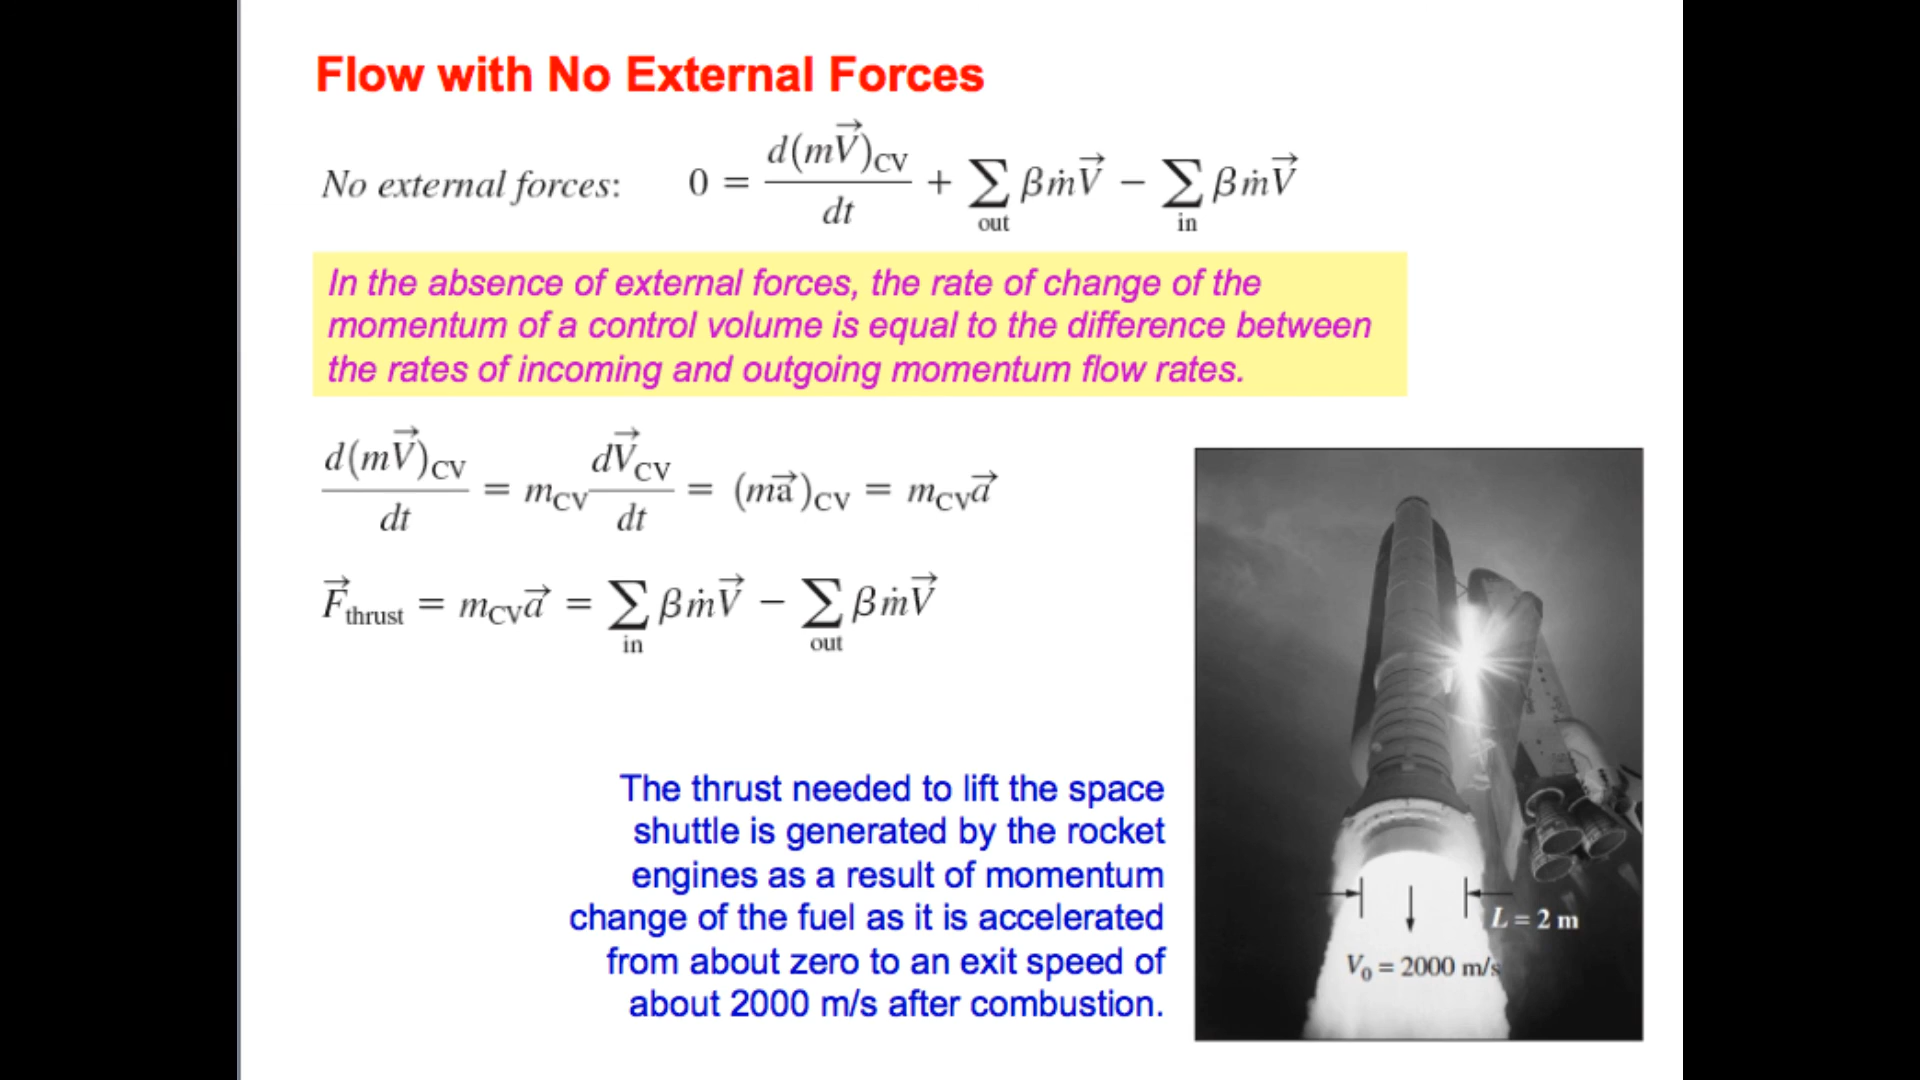 Flow with No External Forces
No external forces: 0 = d(mV⃗)CV/dt + ∑out βṁV⃗ − ∑in βṁV⃗
In the absence of external forces, the rate of change of the
momentum of a control volume is equal to the difference between
the rates of incoming and outgoing momentum flow rates.
d(mV⃗)CV/dt = mCV dV⃗CV/dt = (ma⃗)CV = mCV a⃗
F⃗thrust = mCV a⃗ = ∑in βṁV⃗ − ∑out βṁV⃗
The thrust needed to lift the space
shuttle is generated by the rocket
engines as a result of momentum
change of the fuel as it is accelerated
from about zero to an exit speed of
about 2000 m/s after combustion.
L = 2 m
V0 = 2000 m/s